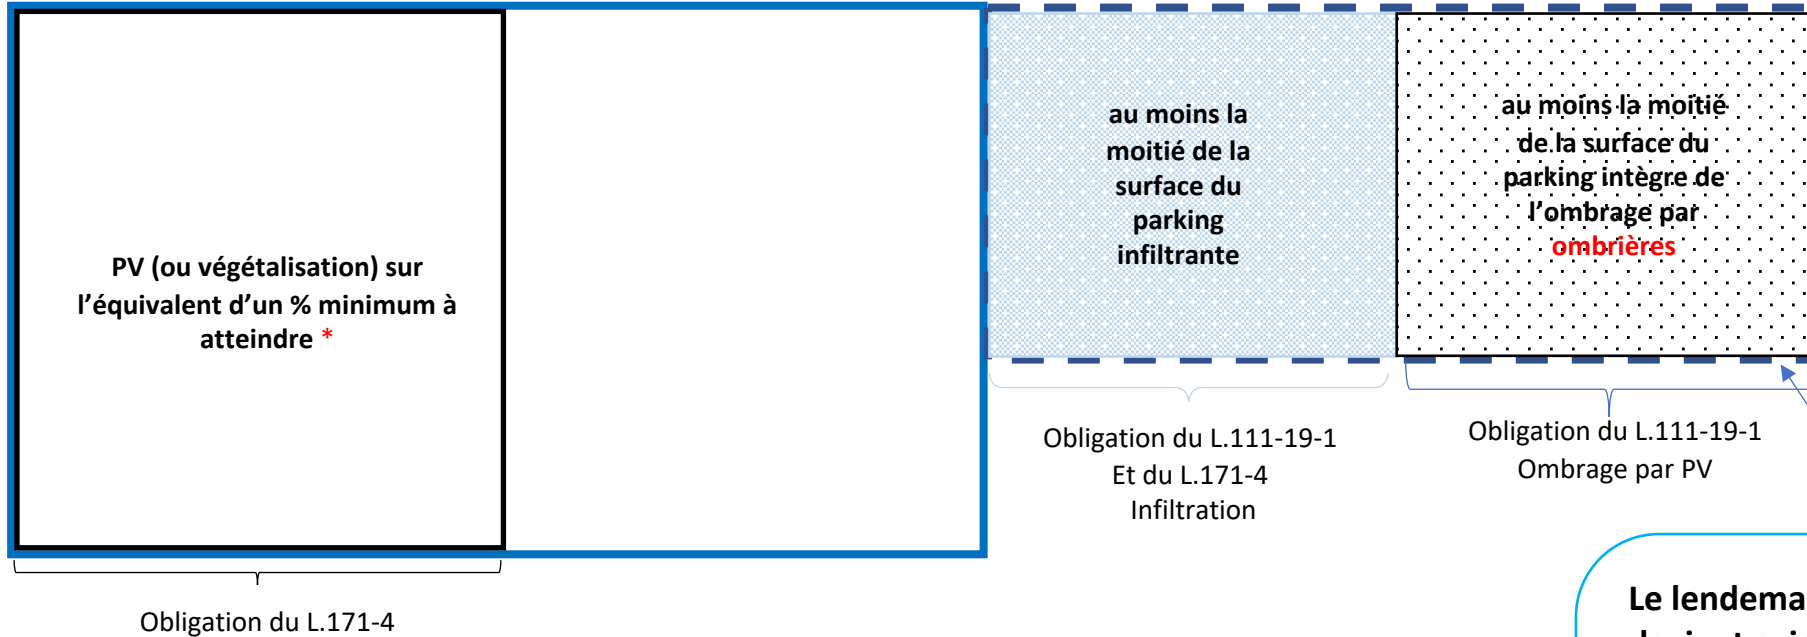 PV (ou végétalisation) sur
l’équivalent d’un % minimum à
atteindre *
au moins la
moitié de la
surface du
parking
infiltrante
au moins la moitié
de la surface du
parking intègre de
l’ombrage par
ombrières
Obligation du L.111-19-1
Et du L.171-4
Infiltration
Obligation du L.111-19-1
Ombrage par PV
Obligation du L.171-4
Le lendema